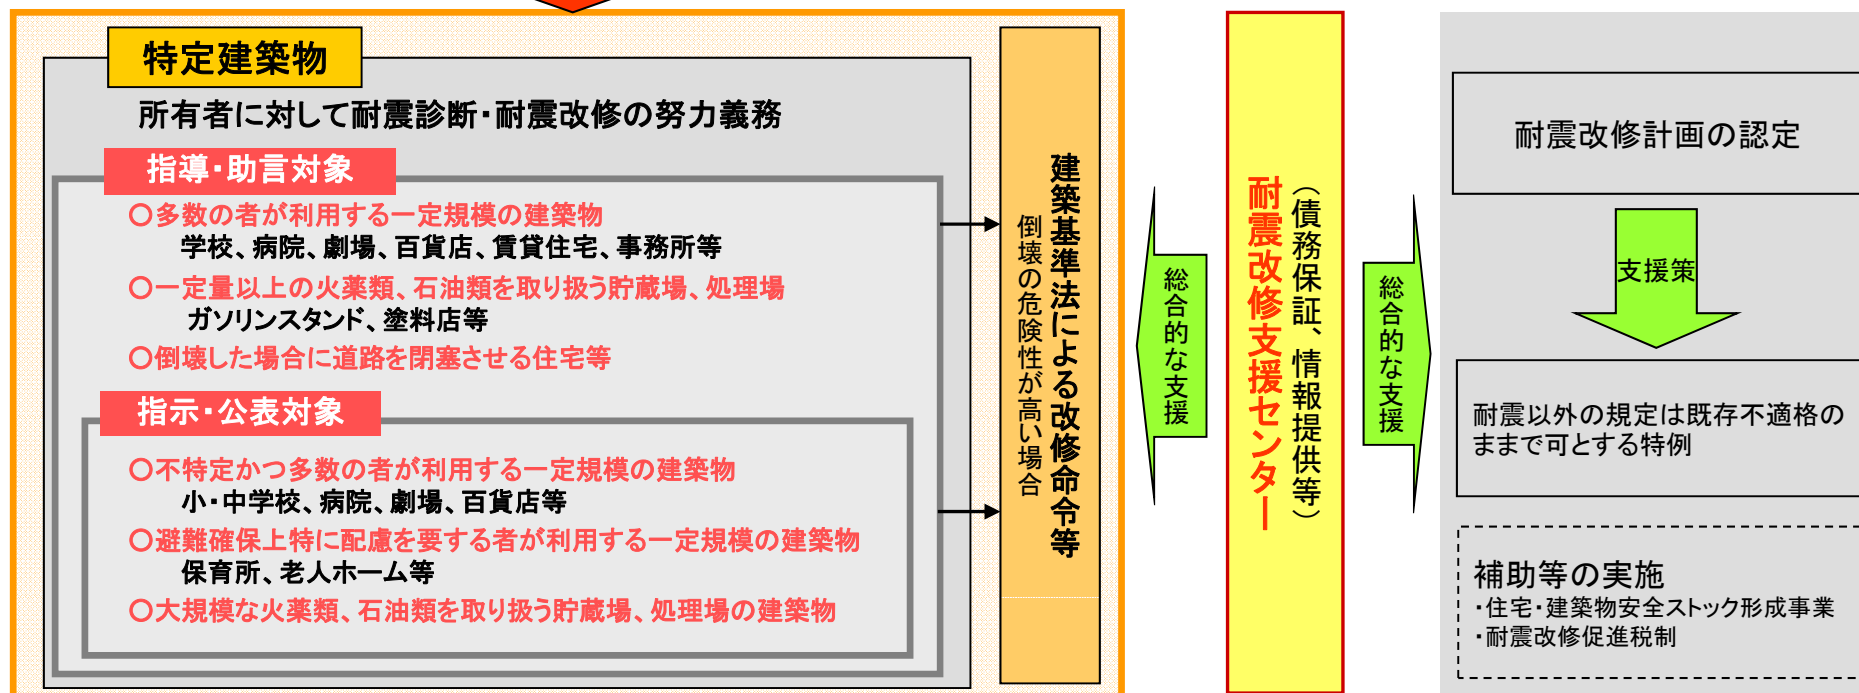 特定建築物
所有者に対して耐震診断・耐震改修の努力義務
指導・助言対象
○多数の者が利用する一定規模の建築物
学校、病院、劇場、百貨店、賃貸住宅、事務所等
○一定量以上の火薬類、石油類を取り扱う貯蔵場、処理場
ガソリンスタンド、塗料店等
○倒壊した場合に道路を閉塞させる住宅等
指示・公表対象
○不特定かつ多数の者が利用する一定規模の建築物
小・中学校、病院、劇場、百貨店等
○避難確保上特に配慮を要する者が利用する一定規模の建築物
保育所、老人ホーム等
○大規模な火薬類、石油類を取り扱う貯蔵場、処理場の建築物
建築基準法による改修命令等
倒壊の危険性が高い場合
総合的な支援
（債務保証、情報提供等）
耐震改修支援センター
総合的な支援
耐震改修計画の認定
支援策
耐震以外の規定は既存不適格の
ままで可とする特例
補助等の実施
・住宅・建築物安全ストック形成事業
・耐震改修促進税制